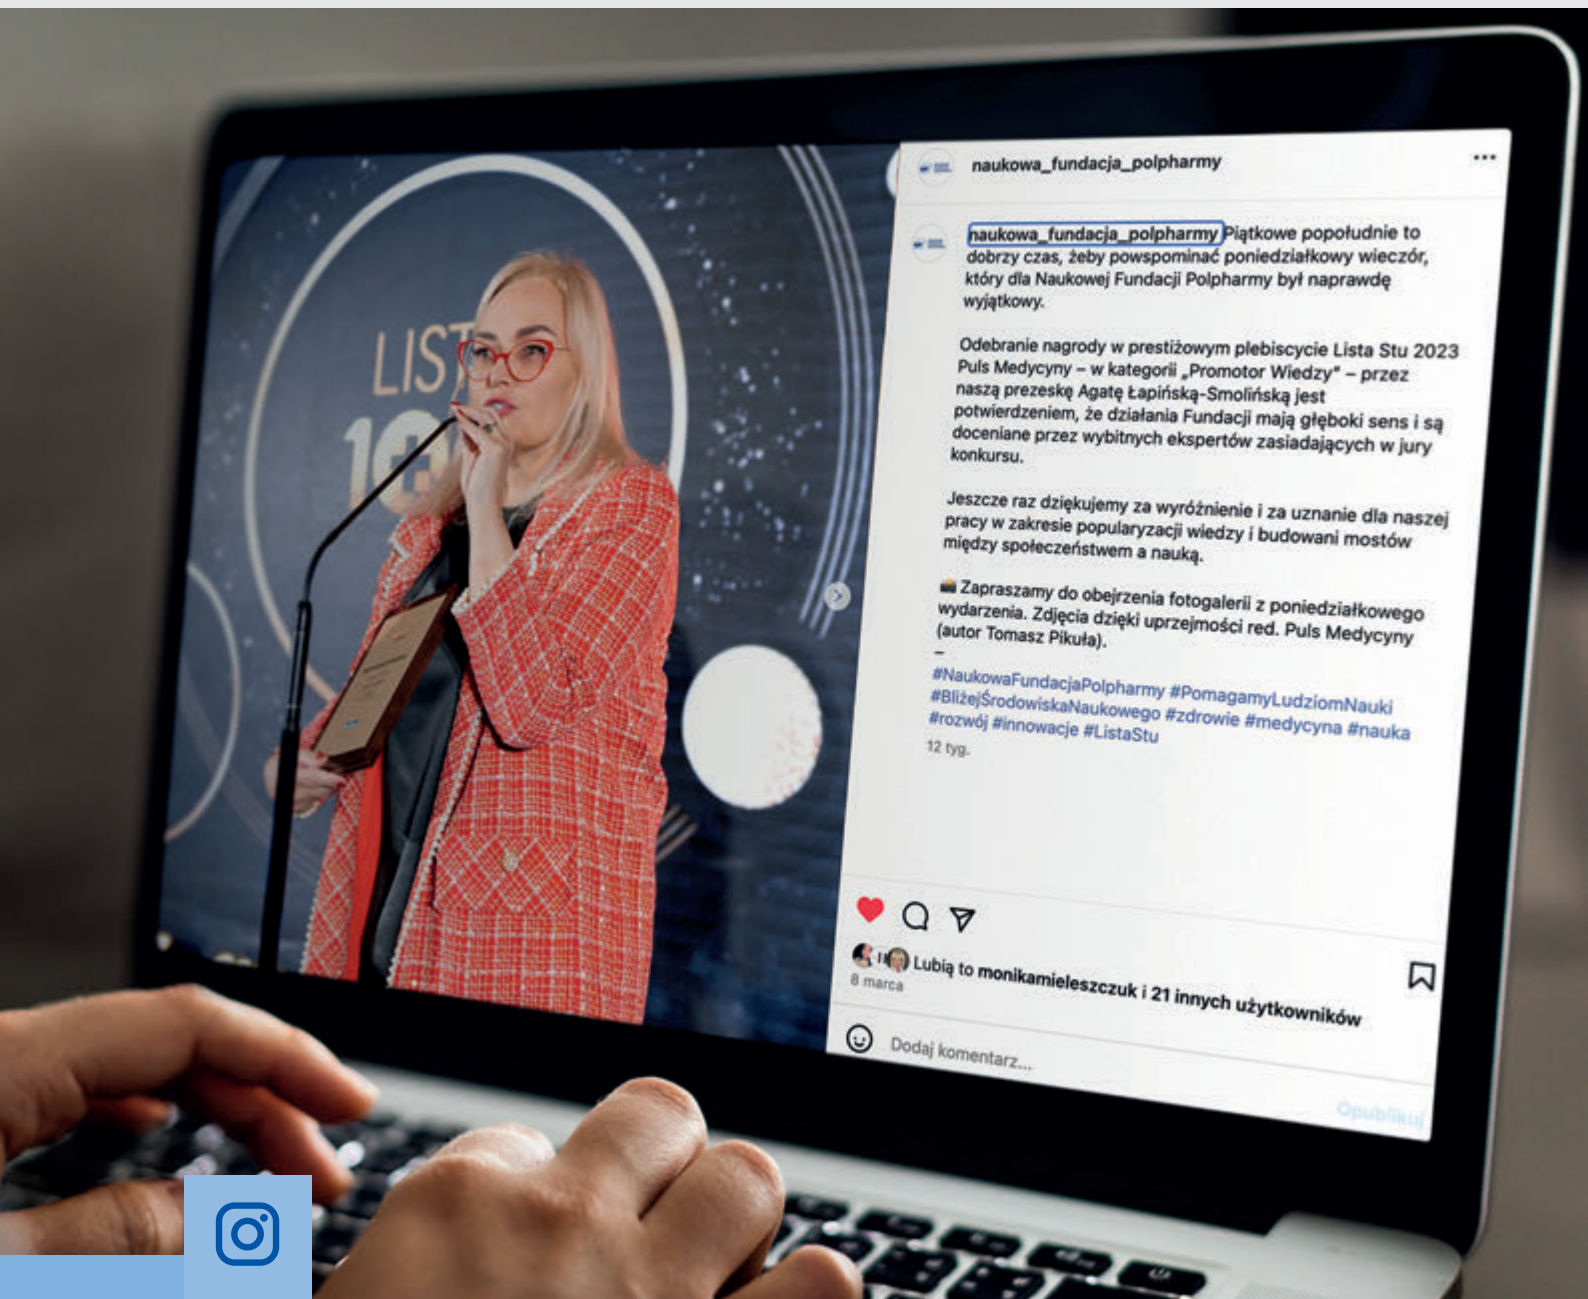 LIST
10
naukowa_fundacja_polpharmy
naukowa_fundacja_polpharmy Piątkowe popołudnie to
dobrzy czas, żeby powspominać poniedziałkowy wieczór,
który dla Naukowej Fundacji Polpharmy był naprawdę
wyjątkowy.
Odebranie nagrody w prestiżowym plebiscycie Lista Stu 2023
Puls Medycyny – w kategorii „Promotor Wiedzy" – przez
naszą prezeskę Agatę Łapińską-Smolińską jest
potwierdzeniem, że działania Fundacji mają głęboki sens i są
doceniane przez wybitnych ekspertów zasiadających w jury
konkursu.
Jeszcze raz dziękujemy za wyróżnienie i za uznanie dla naszej
pracy w zakresie popularyzacji wiedzy i budowani mostów
między społeczeństwem a nauką.
📸 Zapraszamy do obejrzenia fotogalerii z poniedziałkowego
wydarzenia. Zdjęcia dzięki uprzejmości red. Puls Medycyny
(autor Tomasz Pikuła).
–
#NaukowaFundacjaPolpharmy #PomagamyLudziomNauki
#BliżejŚrodowiskaNaukowego #zdrowie #medycyna #nauka
#rozwój #innowacje #ListaStu
12 tyg.
Lubią to monikamieleszczuk i 21 innych użytkowników
8 marca
Dodaj komentarz...
Opublikuj